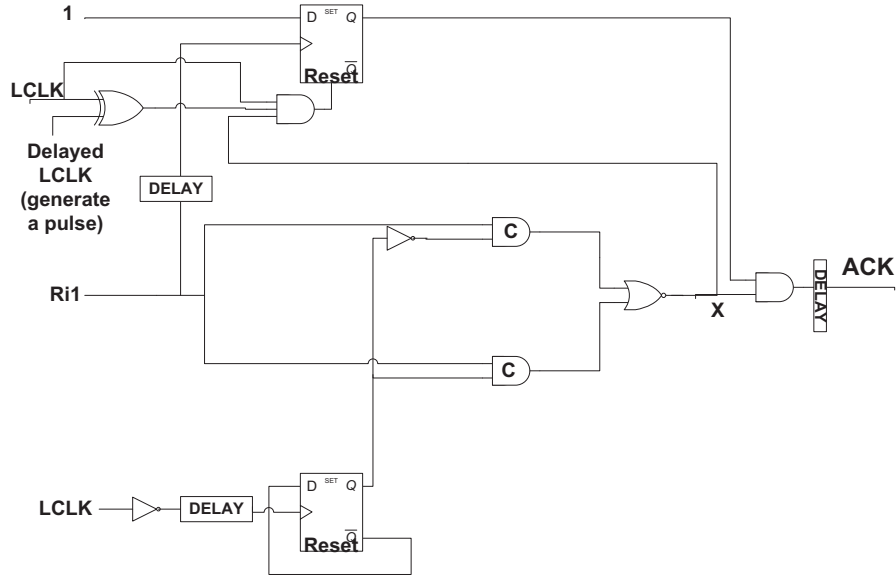 1
D SET Q
Q
Reset
LCLK
Delayed
LCLK
(generate
a pulse)
DELAY
C
Ri1
X
DELAY
ACK
C
D SET Q
Q
Reset
LCLK
DELAY